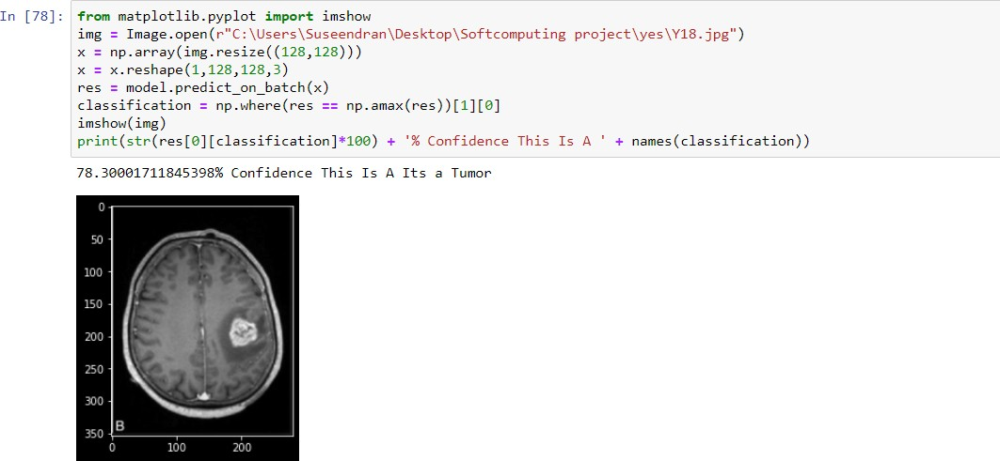 In [78]: from matplotlib.pyplot import imshow
img = Image.open(r"C:\Users\Suseendran\Desktop\Softcomputing project\yes\Y18.jpg")
x = np.array(img.resize((128,128)))
x = x.reshape(1,128,128,3)
res = model.predict_on_batch(x)
classification = np.where(res == np.amax(res))[1][0]
imshow(img)
print(str(res[0][classification]*100) + '% Confidence This Is A ' + names(classification))
78.30001711845398% Confidence This Is A Its a Tumor
0
50
100
150
200
250
300
350
B
0 100 200